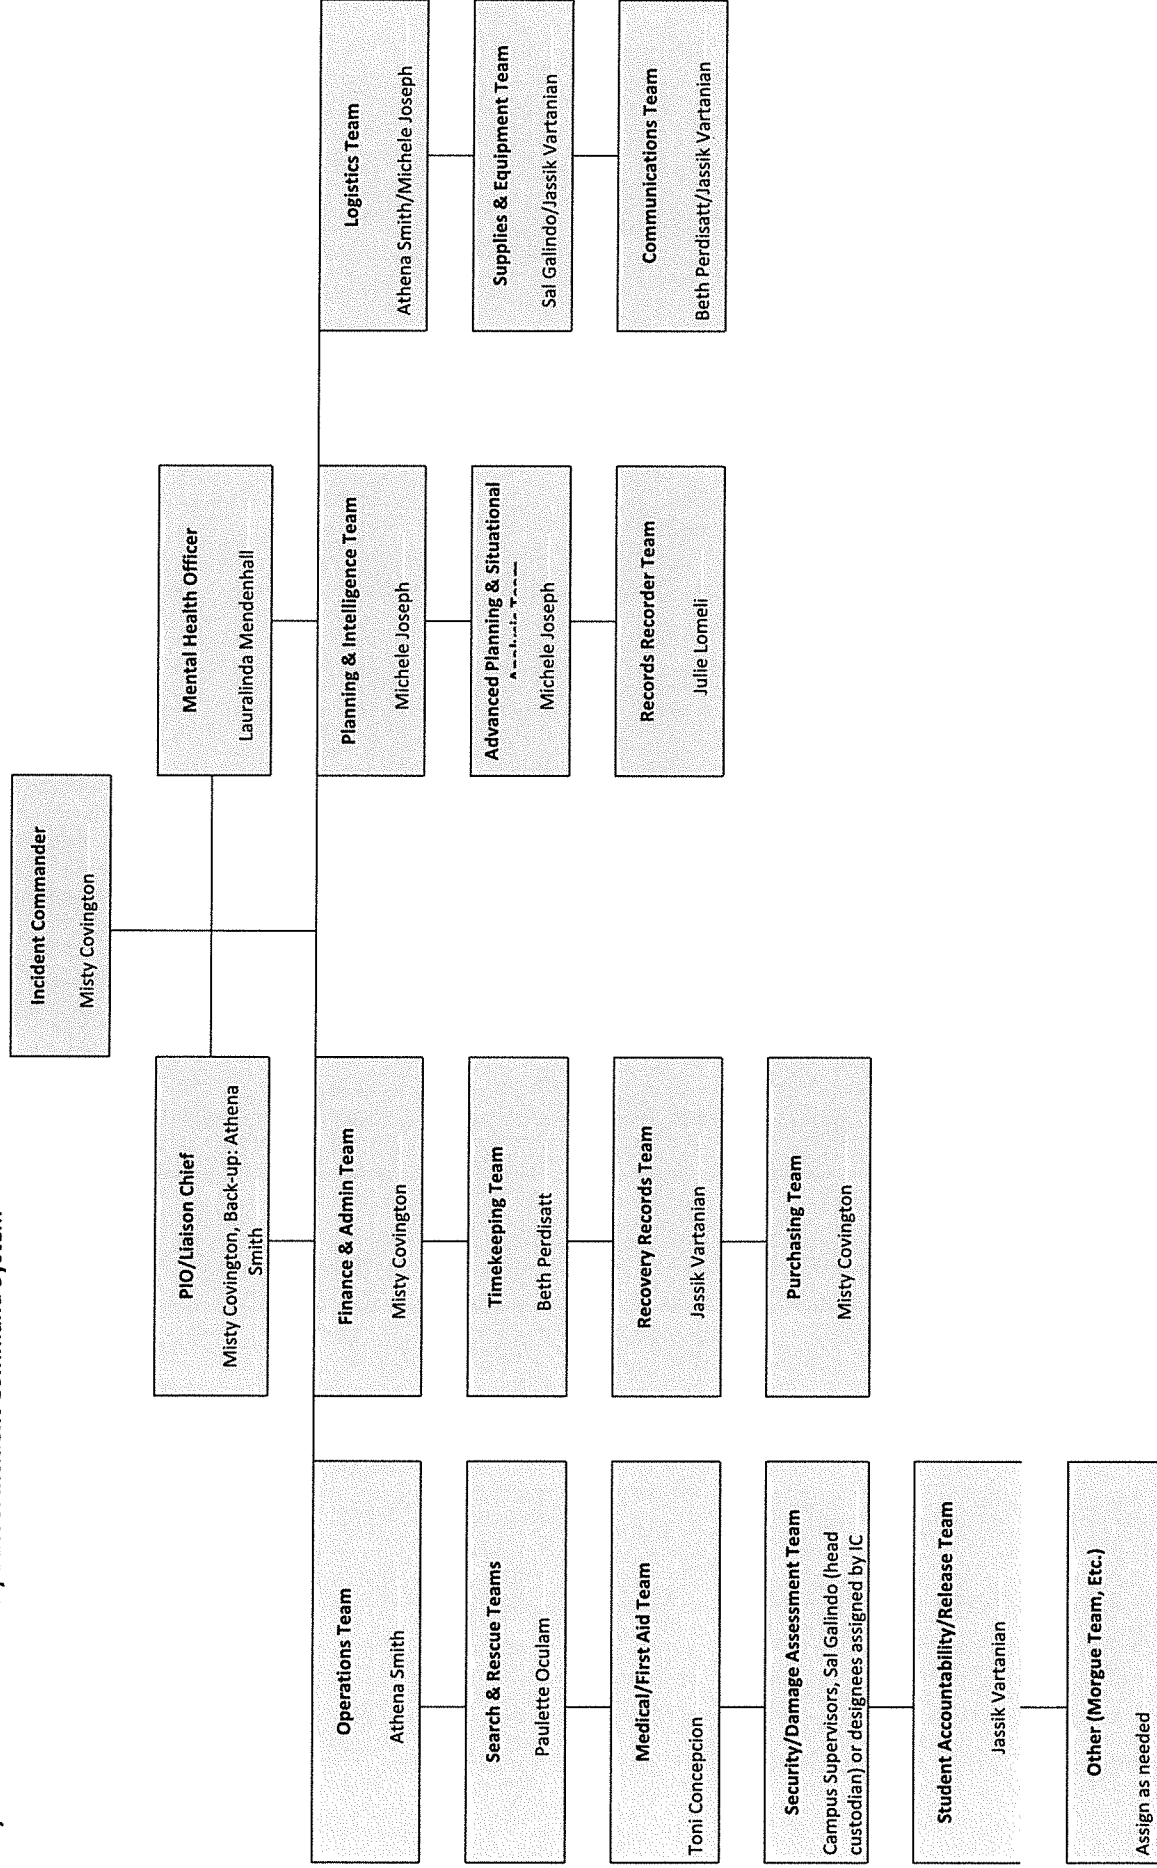 Incident Commander
Misty Covington
PIO/Liaison Chief
Misty Covington, Back-up: Athena
Smith
Mental Health Officer
Lauralinda Mendenhall
Operations Team
Athena Smith
Search & Rescue Teams
Paulette Oculam
Medical/First Aid Team
Toni Concepcion
Security/Damage Assessment Team
Campus Supervisors, Sal Galindo (head
custodian) or designees assigned by IC
Student Accountability/Release Team
Jassik Vartanian
Other (Morgue Team, Etc.)
Assign as needed
Finance & Admin Team
Misty Covington
Timekeeping Team
Beth Perdisatt
Recovery Records Team
Jassik Vartanian
Purchasing Team
Misty Covington
Planning & Intelligence Team
Michele Joseph
Advanced Planning & Situational
Michele Joseph
Records Recorder Team
Julie Lomeli
Logistics Team
Athena Smith/Michele Joseph
Supplies & Equipment Team
Sal Galindo/Jassik Vartanian
Communications Team
Beth Perdisatt/Jassik Vartanian